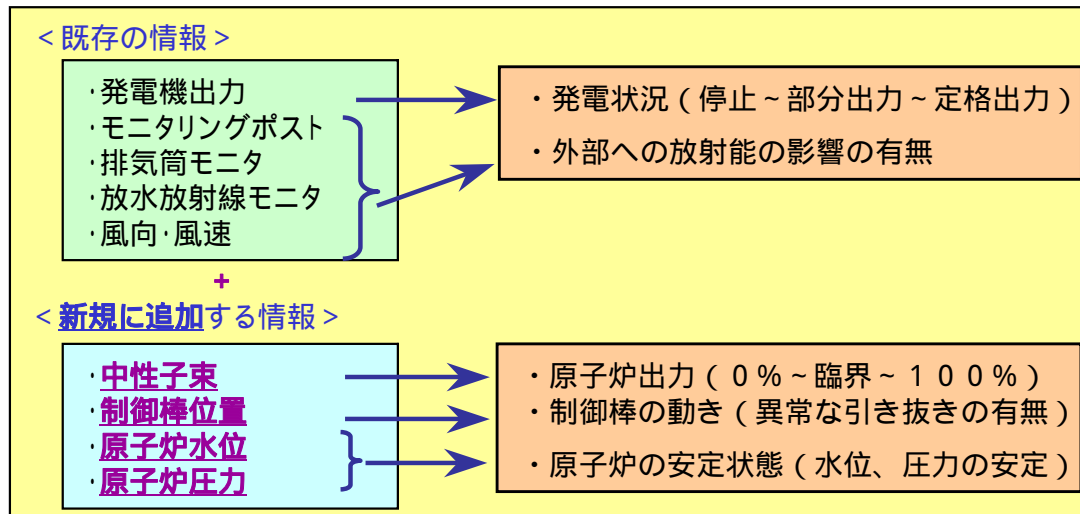 ＜既存の情報＞
・発電機出力
・モニタリングポスト
・排気筒モニタ
・放水放射線モニタ
・風向・風速
・発電状況（停止～部分出力～定格出力）
・外部への放射能の影響の有無
+
＜新規に追加する情報＞
・中性子束
・制御棒位置
・原子炉水位
・原子炉圧力
・原子炉出力（０％～臨界～１００％）
・制御棒の動き（異常な引き抜きの有無）
・原子炉の安定状態（水位、圧力の安定）